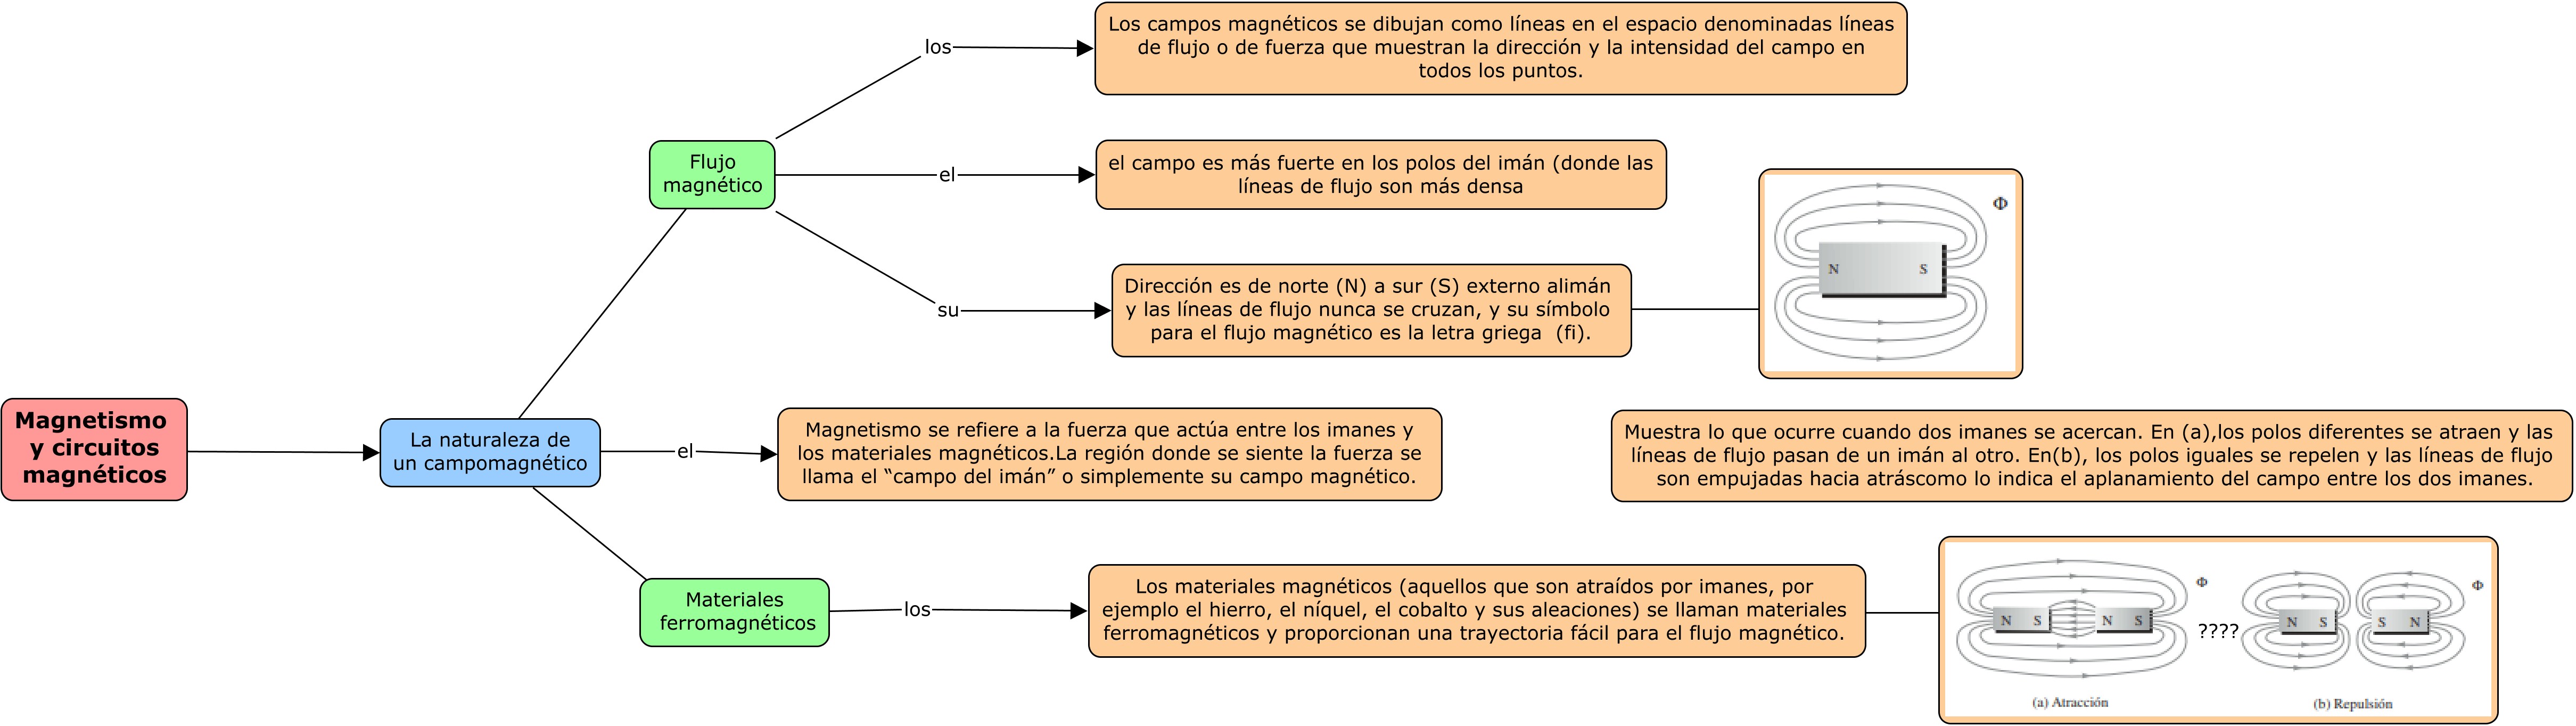 Magnetismo
y circuitos
magnéticos
La naturaleza de
un campomagnético
Flujo
magnético
los
Los campos magnéticos se dibujan como líneas en el espacio denominadas líneas
de flujo o de fuerza que muestran la dirección y la intensidad del campo en
todos los puntos.
el
el campo es más fuerte en los polos del imán (donde las
líneas de flujo son más densa
su
Dirección es de norte (N) a sur (S) externo alimán
y las líneas de flujo nunca se cruzan, y su símbolo
para el flujo magnético es la letra griega (fi).
Φ
N S
el
Magnetismo se refiere a la fuerza que actúa entre los imanes y
los materiales magnéticos.La región donde se siente la fuerza se
llama el “campo del imán” o simplemente su campo magnético.
Muestra lo que ocurre cuando dos imanes se acercan. En (a),los polos diferentes se atraen y las
líneas de flujo pasan de un imán al otro. En(b), los polos iguales se repelen y las líneas de flujo
son empujadas hacia atráscomo lo indica el aplanamiento del campo entre los dos imanes.
Materiales
ferromagnéticos
los
Los materiales magnéticos (aquellos que son atraídos por imanes, por
ejemplo el hierro, el níquel, el cobalto y sus aleaciones) se llaman materiales
ferromagnéticos y proporcionan una trayectoria fácil para el flujo magnético.
Φ
N S N S
(a) Atracción
????
Φ
N S S N
(b) Repulsión